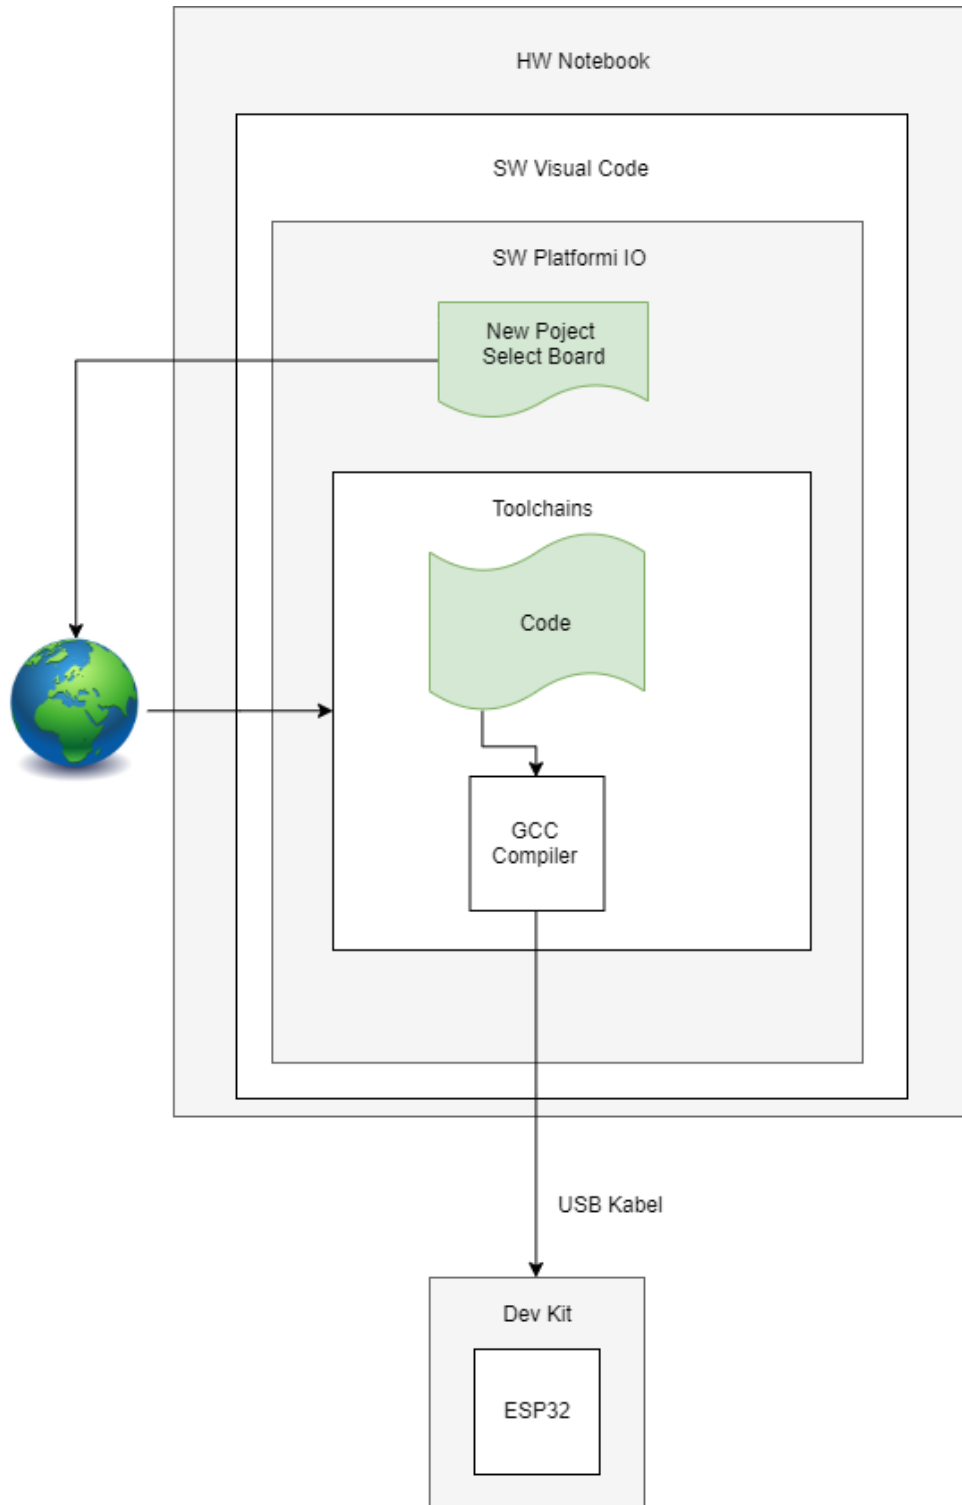 HW Notebook
SW Visual Code
SW Platformi IO
New Poject
Select Board
Toolchains
Code
GCC
Compiler
USB Kabel
Dev Kit
ESP32